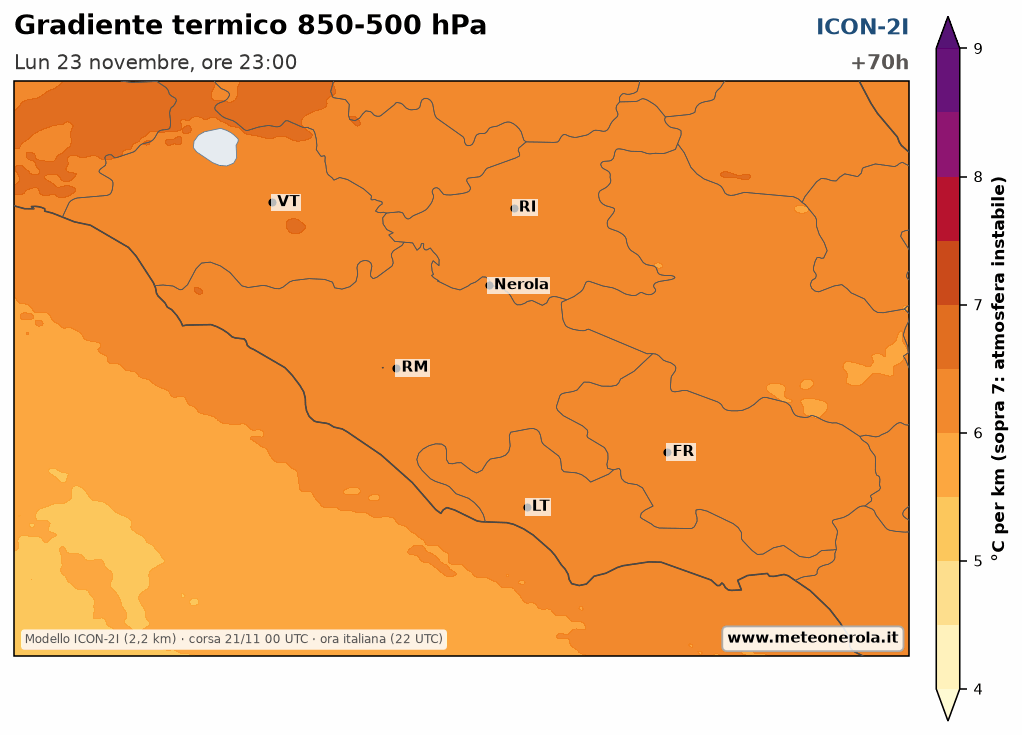 Gradiente termico 850-500 hPa
ICON-2I
Lun 23 novembre, ore 23:00
+70h
9
8
7
6
5
4
°C per km (sopra 7: atmosfera instabile)
VT
RI
Nerola
RM
FR
LT
Modello ICON-2I (2,2 km) · corsa 21/11 00 UTC · ora italiana (22 UTC)
www.meteonerola.it